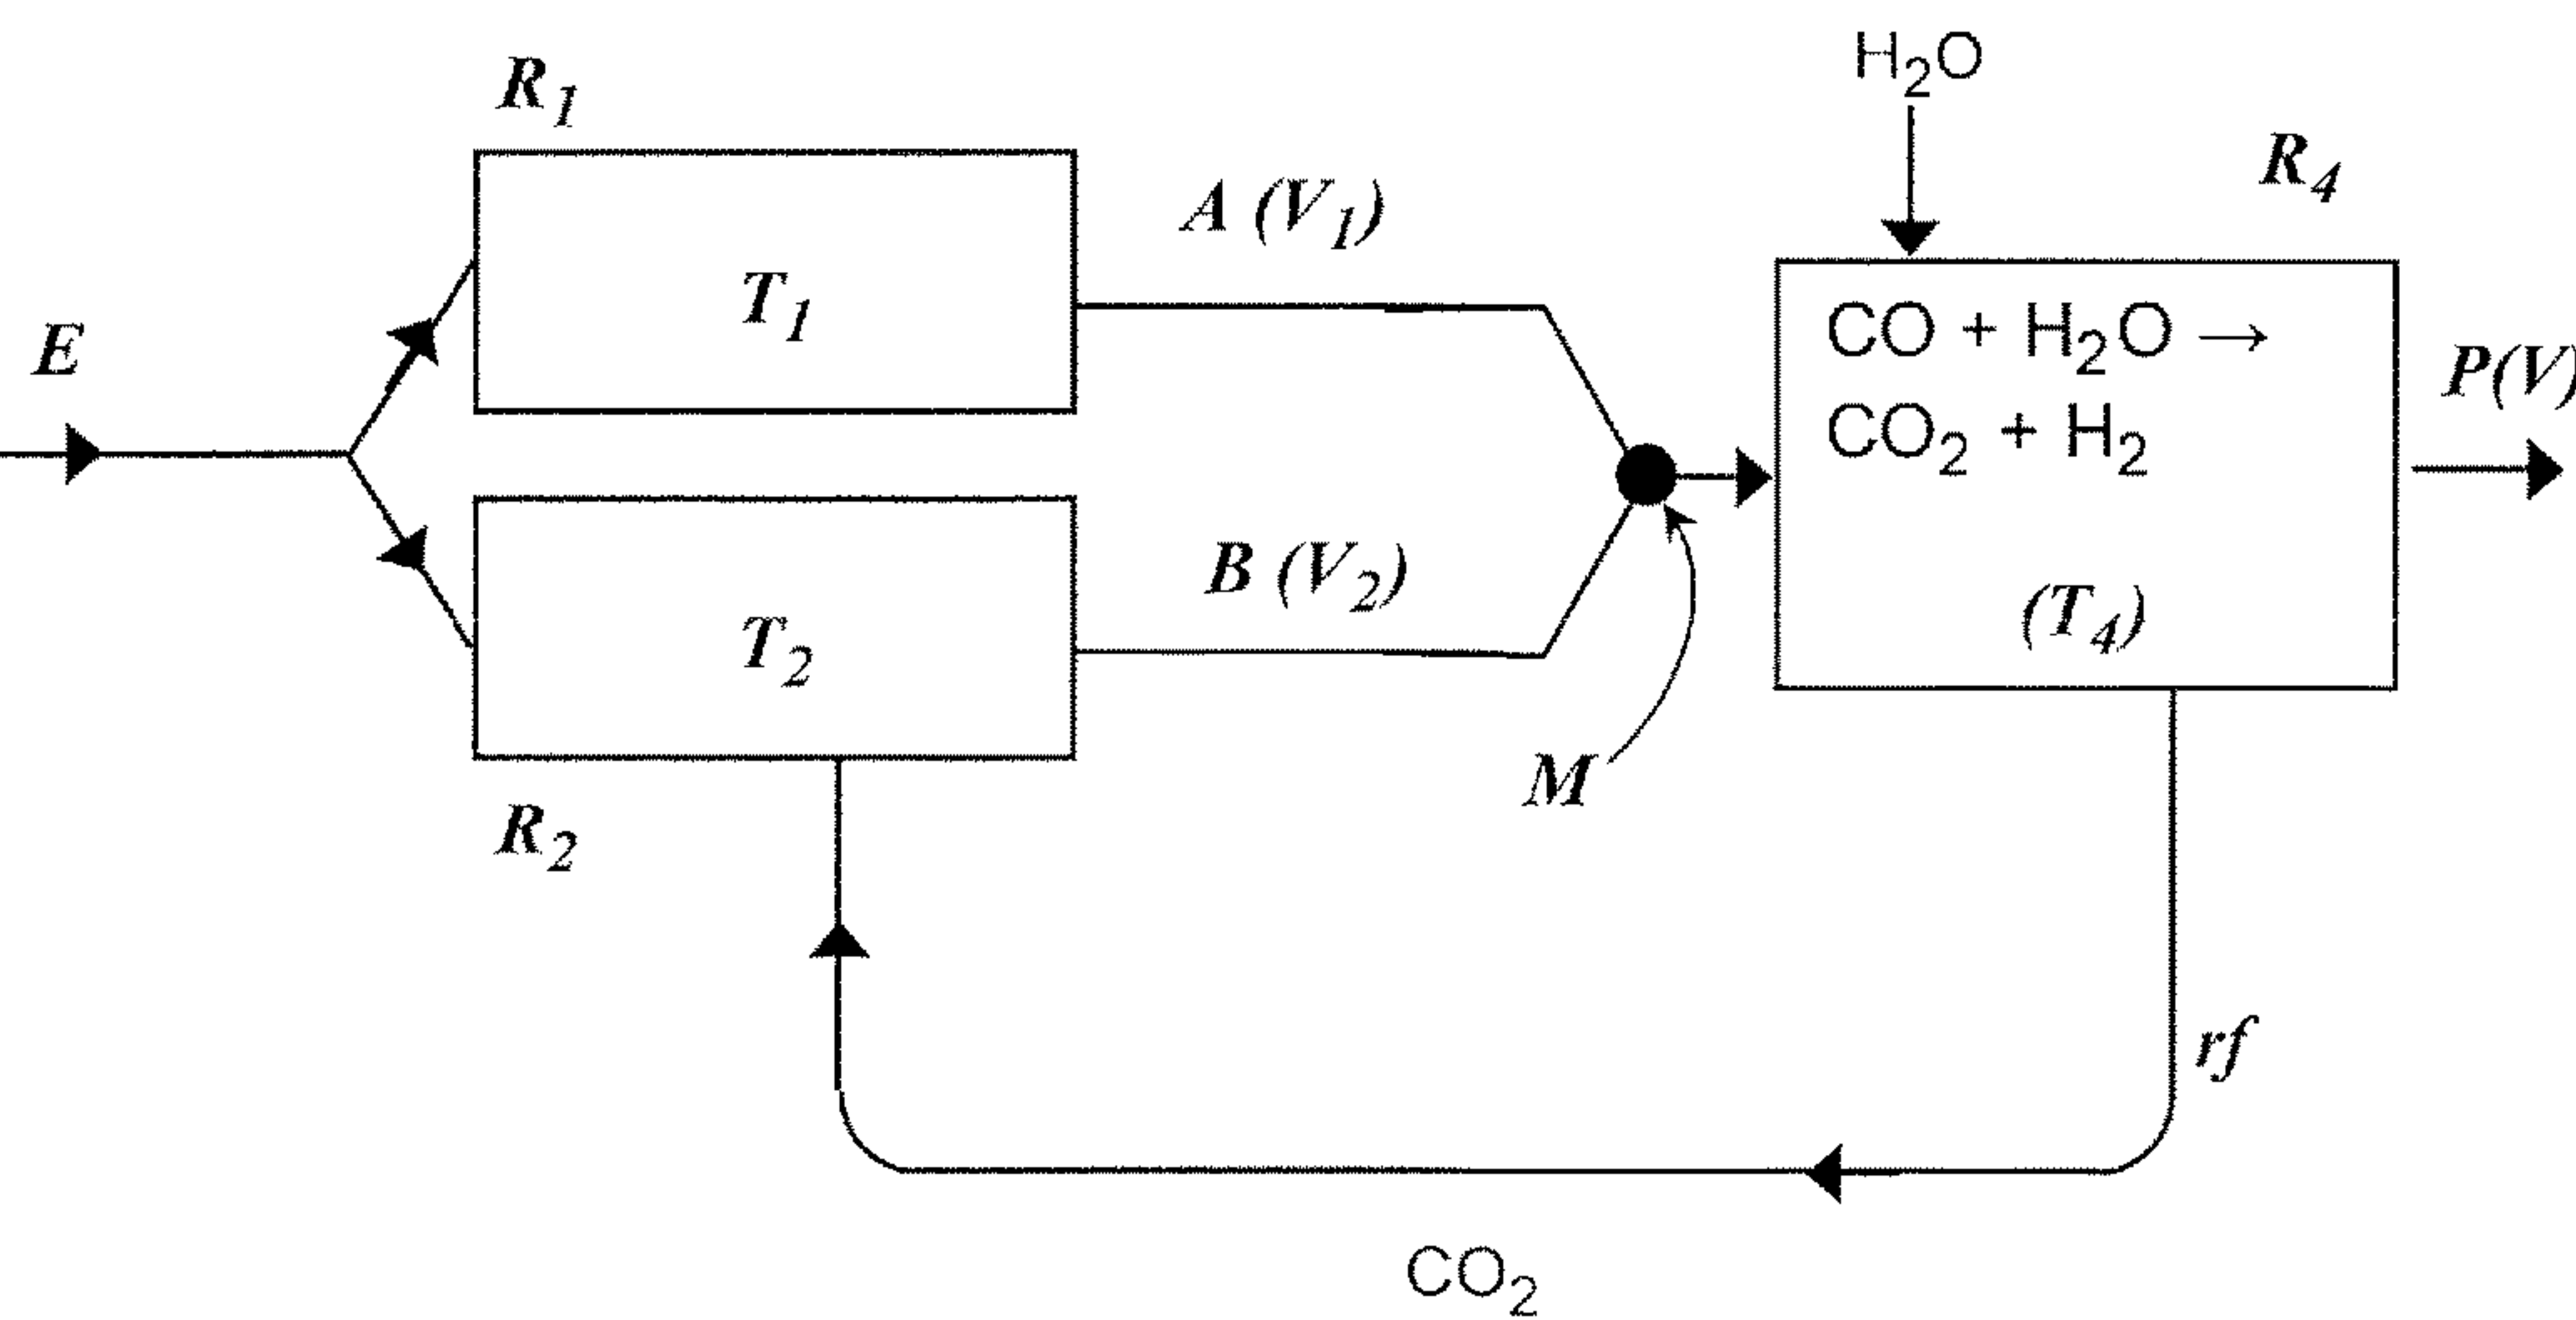 H₂O
R₁
R₄
A (V₁)
T₁
E
CO + H₂O →
P(V)
CO₂ + H₂
B (V₂)
T₂
(T₄)
M
R₂
rf
CO₂